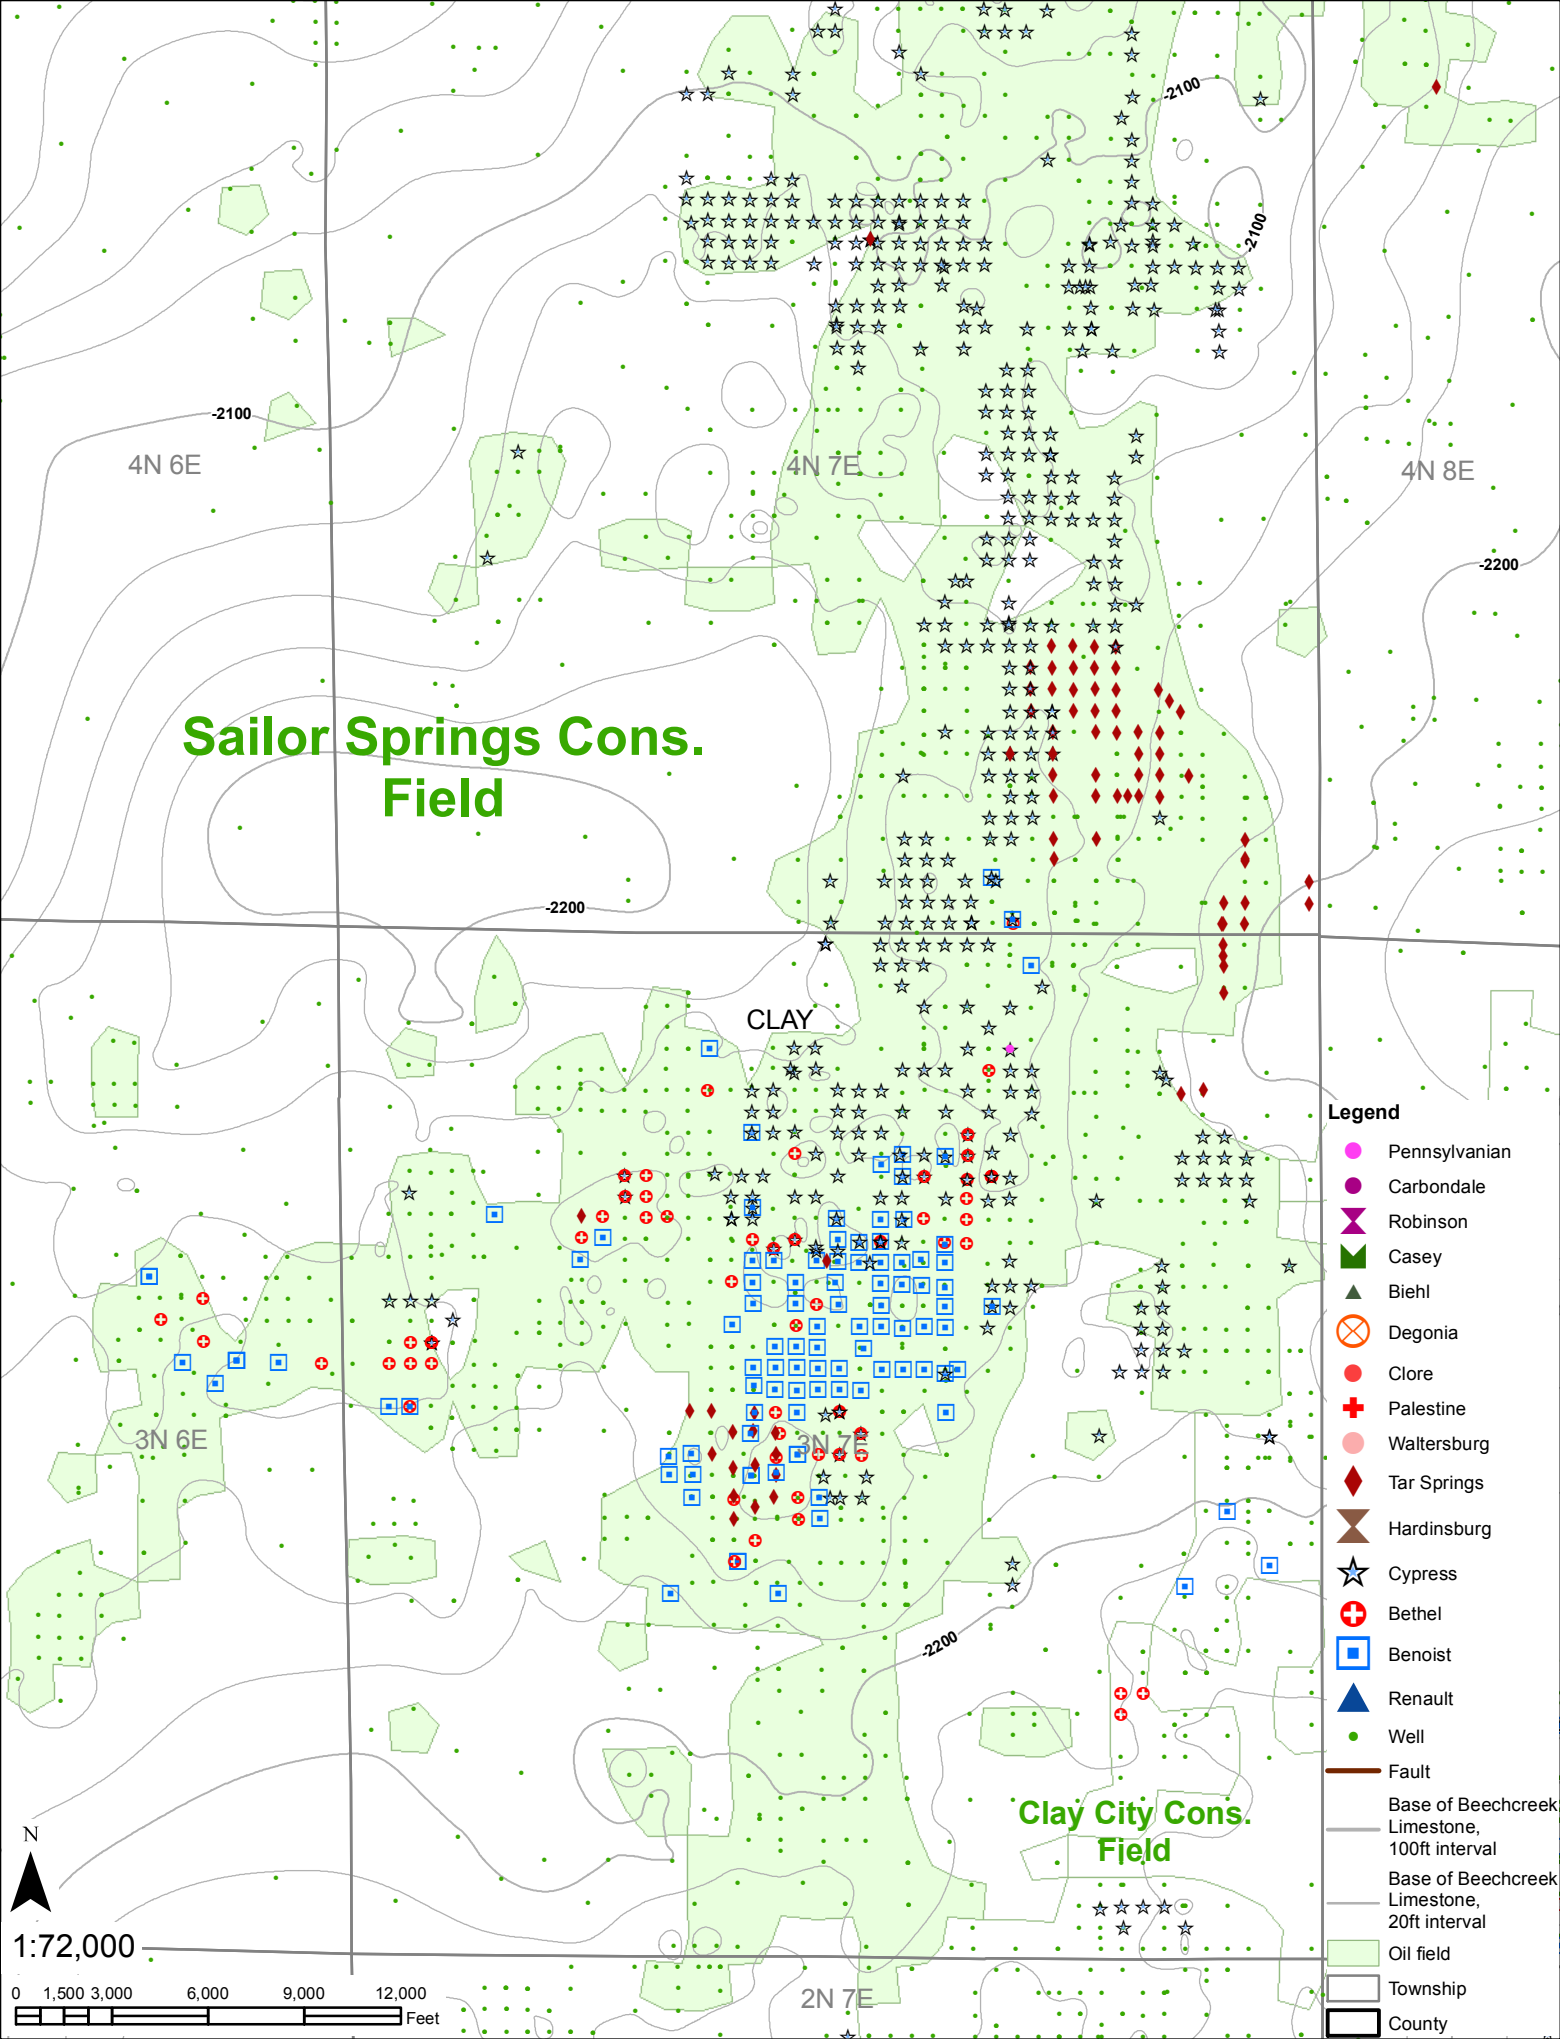 -2100
-2100
-2100
4N 6E
4N 7E
4N 8E
-2200
Sailor Springs Cons.
Field
-2200
CLAY
Legend
Pennsylvanian
Carbondale
Robinson
Casey
Biehl
Degonia
Clore
Palestine
Waltersburg
Tar Springs
Hardinsburg
Cypress
Bethel
Benoist
Renault
Well
Fault
Base of Beechcreek
Limestone,
100ft interval
Base of Beechcreek
Limestone,
20ft interval
Oil field
Township
County
3N 6E
3N 7E
-2200
Clay City Cons.
Field
N
1:72,000
0 1,500 3,000 6,000 9,000 12,000
Feet
2N 7E